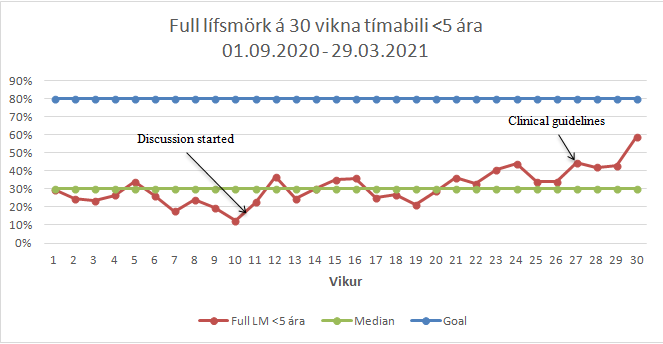 Full lífsmörk á 30 vikna tímabili <5 ára
01.09.2020 - 29.03.2021
90%
80%
70%
60%
50%
40%
30%
20%
10%
0%
Discussion started
Clinical guidelines
1 2 3 4 5 6 7 8 9 10 11 12 13 14 15 16 17 18 19 20 21 22 23 24 25 26 27 28 29 30
Vikur
Full LM <5 ára Median Goal